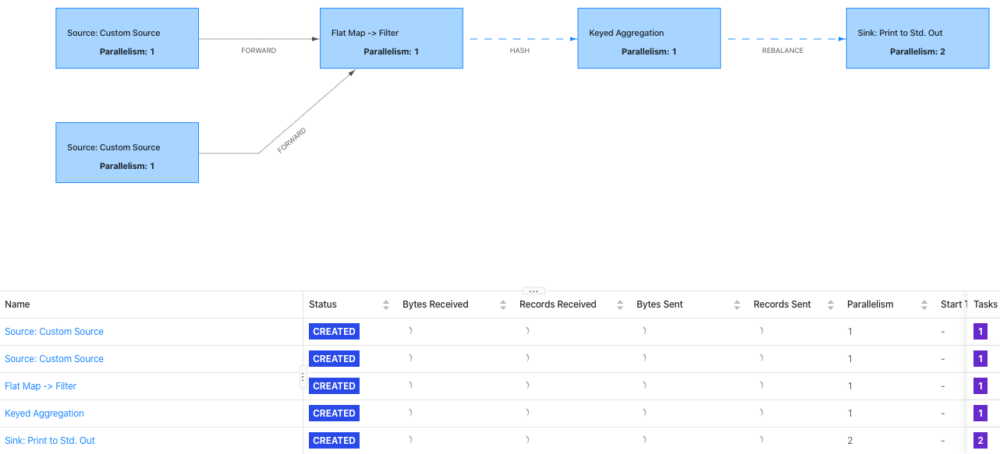 Source: Custom Source
Parallelism: 1
FORWARD
Flat Map -> Filter
Parallelism: 1
HASH
Keyed Aggregation
Parallelism: 1
REBALANCE
Sink: Print to Std. Out
Parallelism: 2
Source: Custom Source
Parallelism: 1
FORWARD
Name Status Bytes Received Records Received Bytes Sent Records Sent Parallelism Start T Tasks
Source: Custom Source CREATED 1 - 1
Source: Custom Source CREATED 1 - 1
Flat Map -> Filter CREATED 1 - 1
Keyed Aggregation CREATED 1 - 1
Sink: Print to Std. Out CREATED 2 - 2